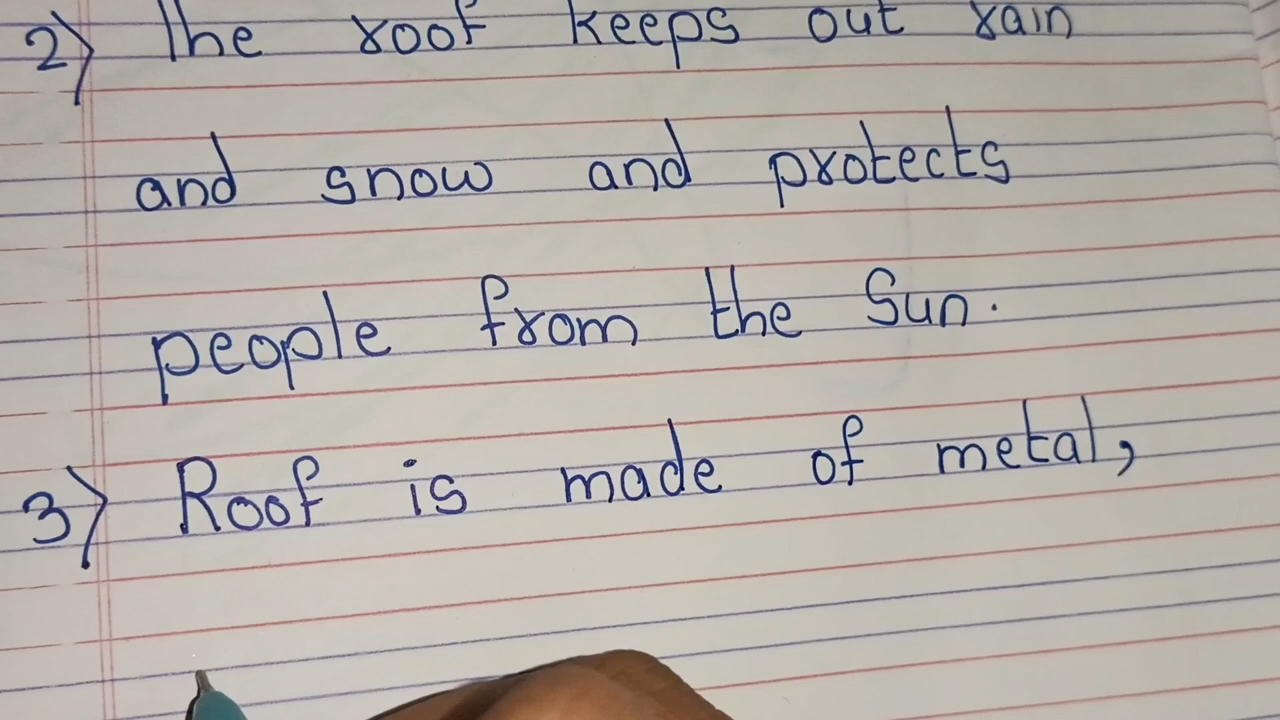 2) The roof keeps out rain
and snow and protects
people from the Sun.
3) Roof is made of metal,